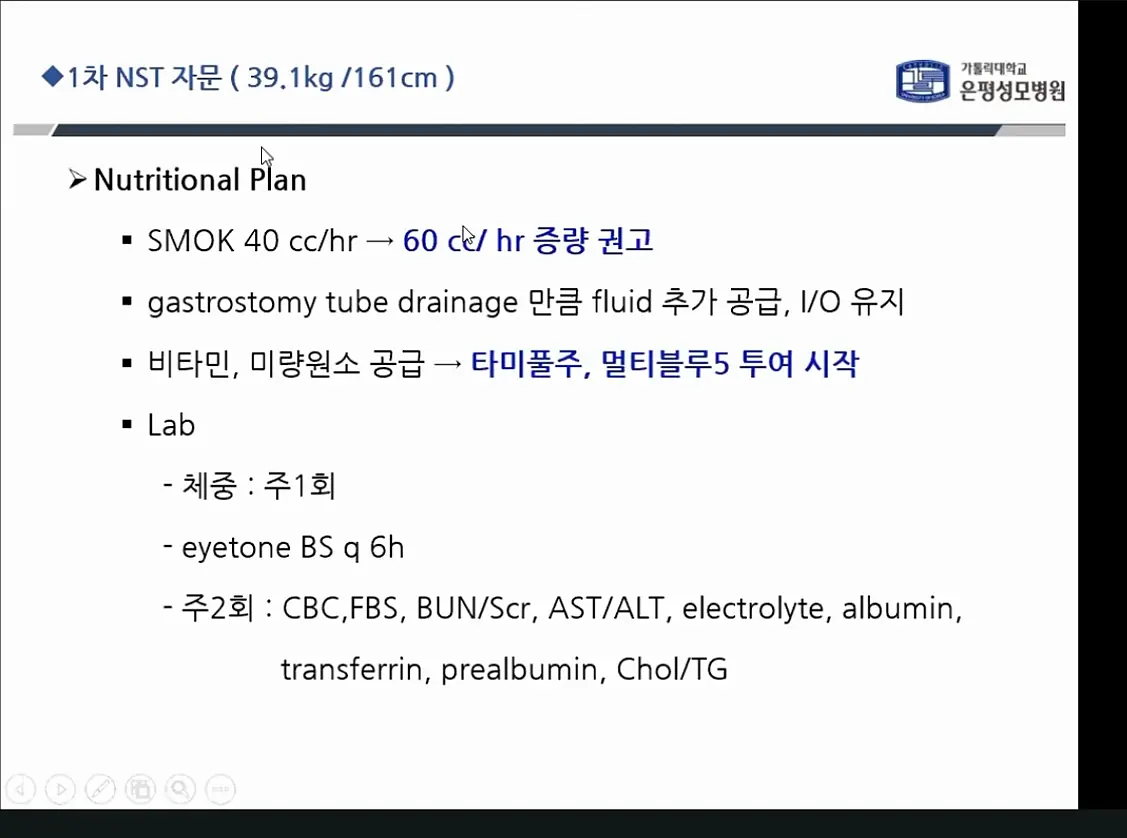 ◆1차 NST 자문 ( 39.1kg /161cm )
가톨릭대학교
은평성모병원
➢ Nutritional Plan
▪ SMOK 40 cc/hr → 60 cc/ hr 증량 권고
▪ gastrostomy tube drainage 만큼 fluid 추가 공급, I/O 유지
▪ 비타민, 미량원소 공급 → 타미풀주, 멀티블루5 투여 시작
▪ Lab
- 체중 : 주1회
- eyetone BS q 6h
- 주2회 : CBC,FBS, BUN/Scr, AST/ALT, electrolyte, albumin,
transferrin, prealbumin, Chol/TG